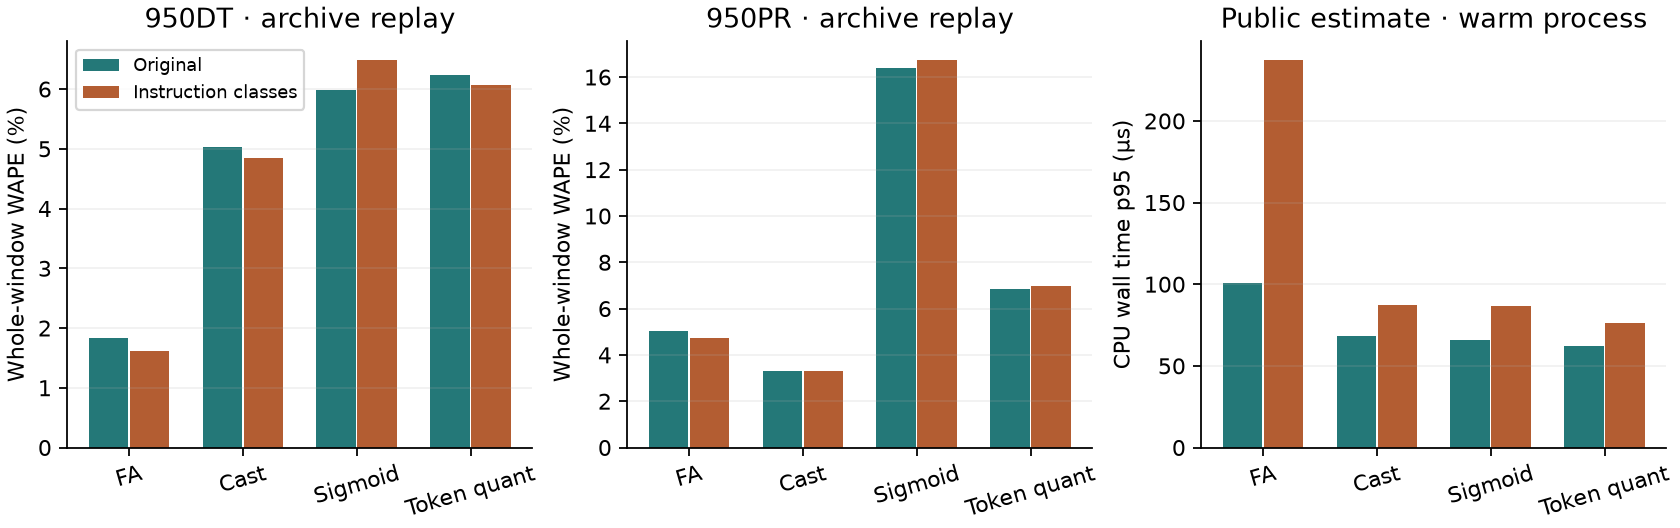 950DT · archive replay
Whole-window WAPE (%)
6
5
4
3
2
1
0
Original
Instruction classes
FA
Cast
Sigmoid
Token quant
950PR · archive replay
Whole-window WAPE (%)
16
14
12
10
8
6
4
2
0
FA
Cast
Sigmoid
Token quant
Public estimate · warm process
CPU wall time p95 (µs)
200
150
100
50
0
FA
Cast
Sigmoid
Token quant